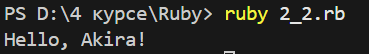 PS D:\4 курсе\Ruby> ruby 2_2.rb
Hello, Akira!